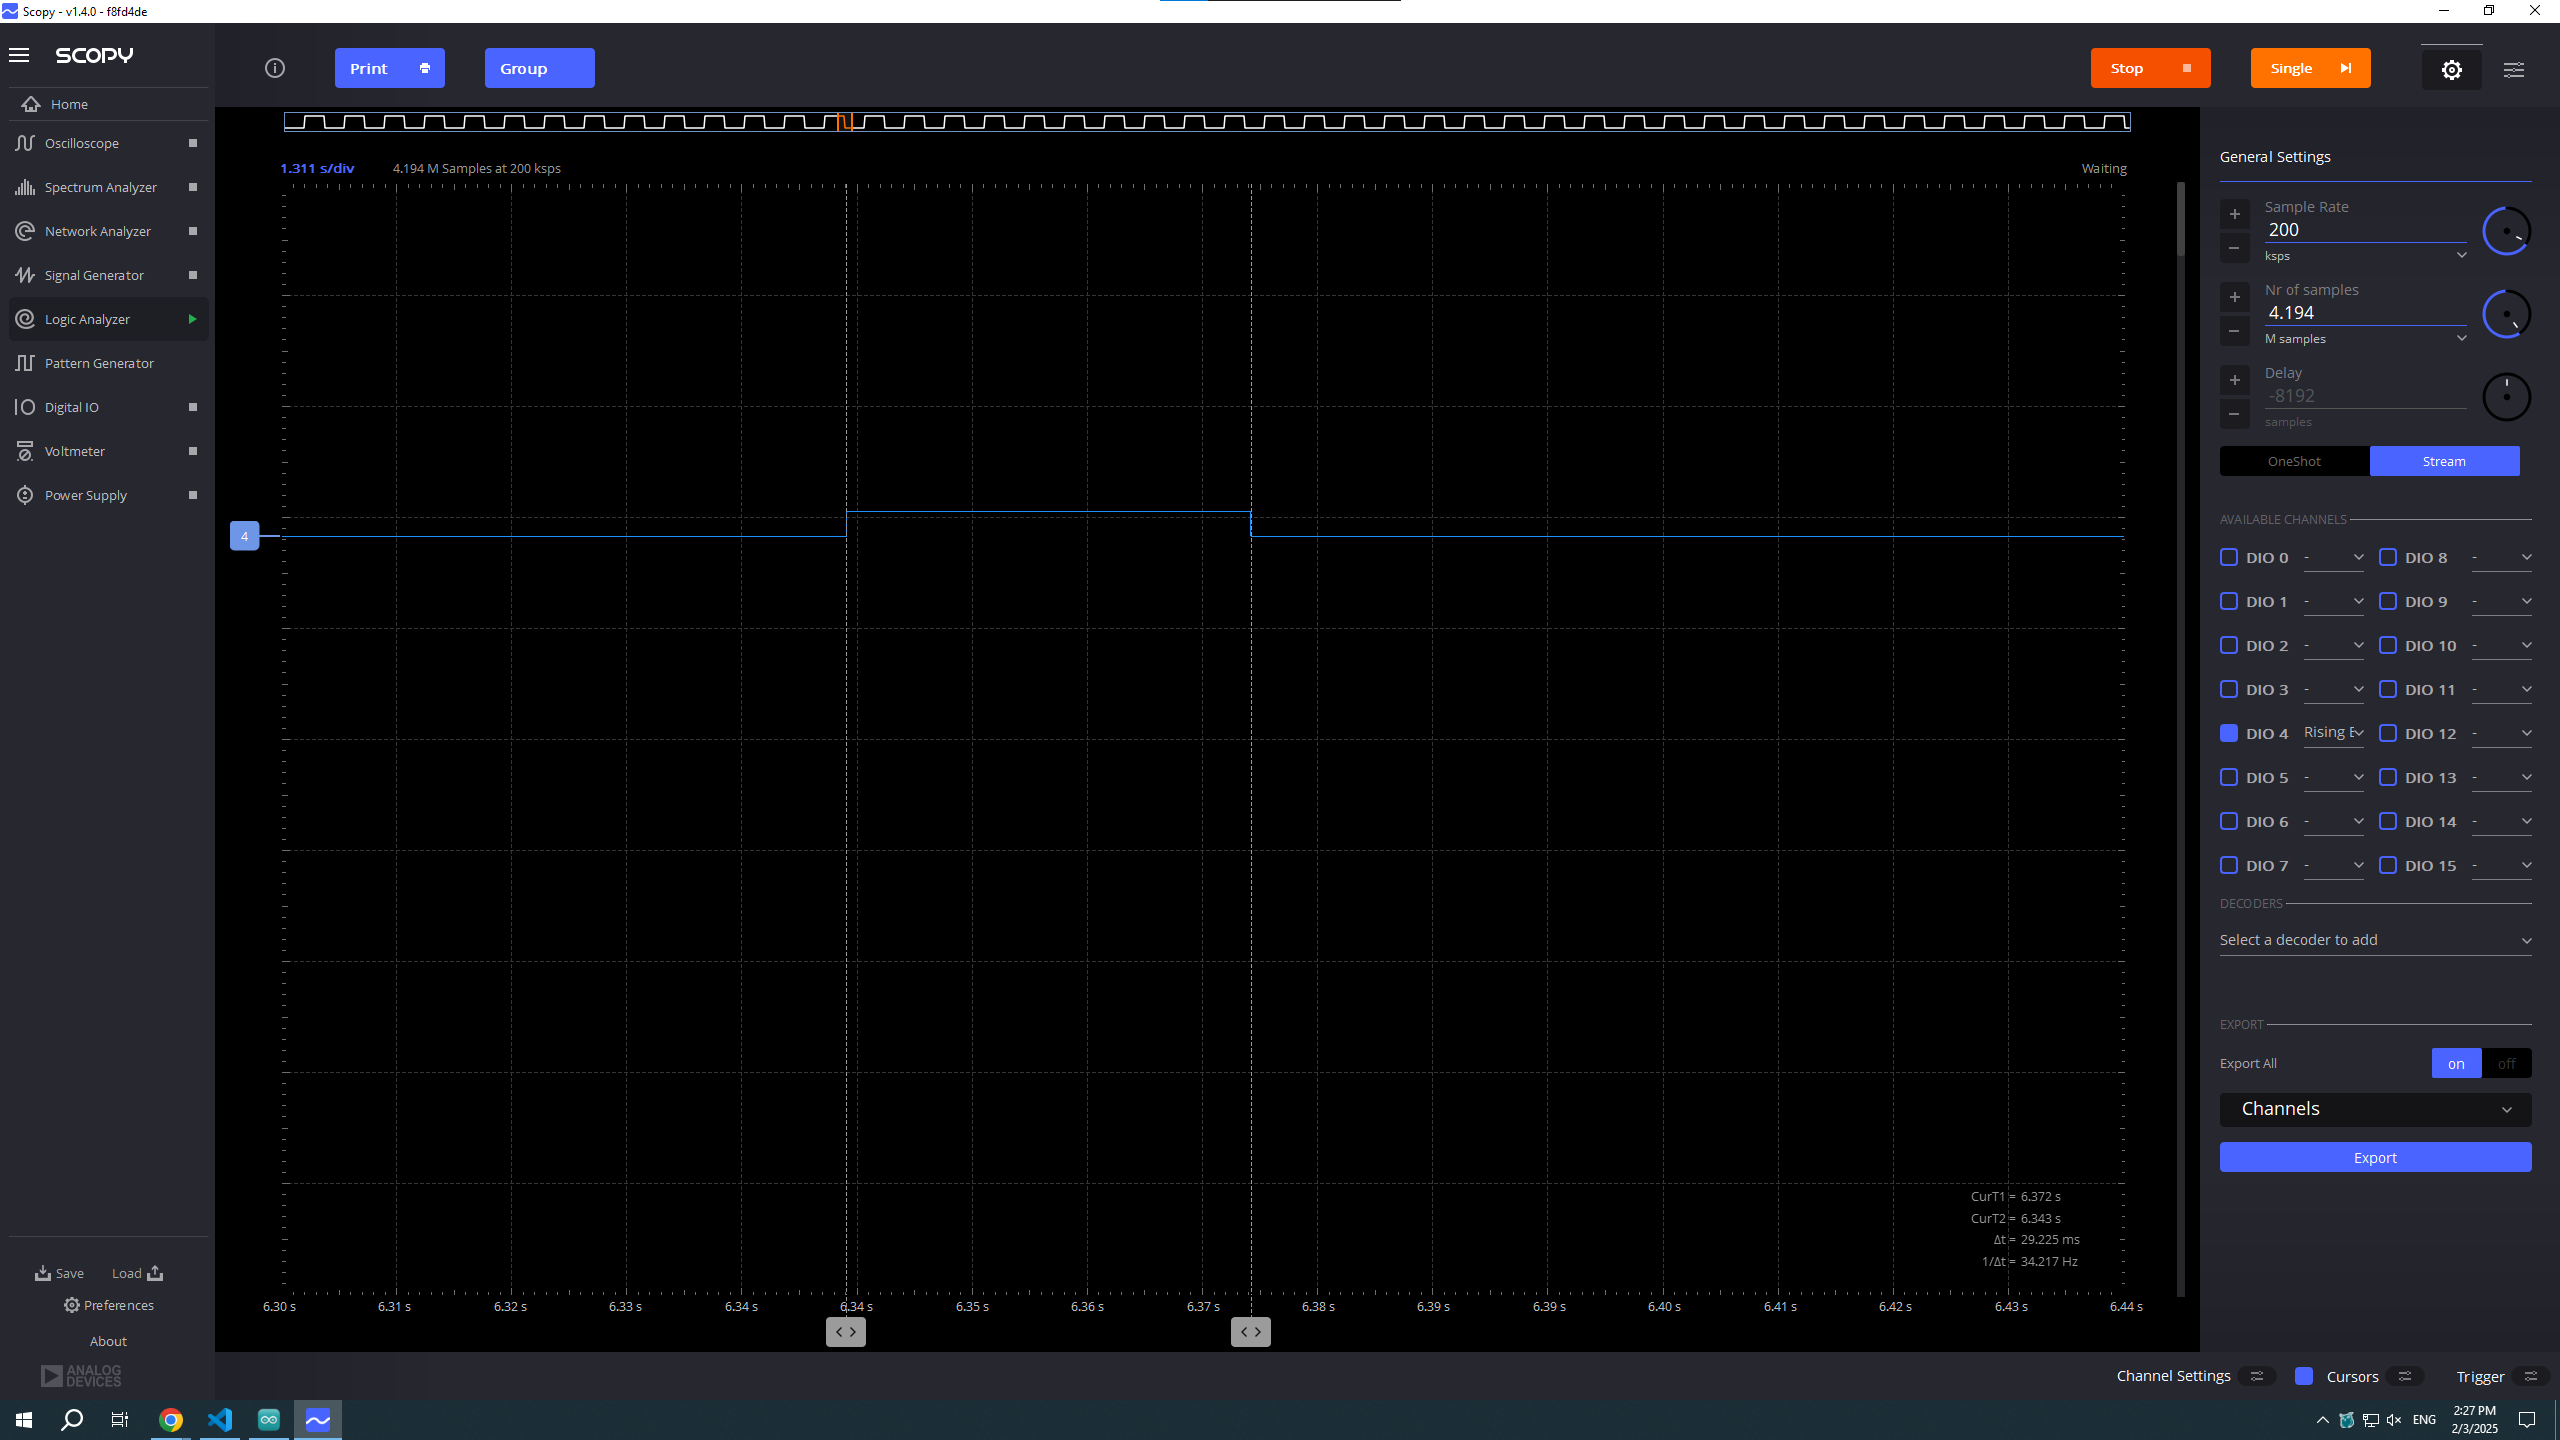 Scopy - v1.4.0 - f8fd4de
SCOPY
Print
Group
Stop
Single
Home
Oscilloscope
Spectrum Analyzer
Network Analyzer
Signal Generator
Logic Analyzer
Pattern Generator
Digital IO
Voltmeter
Power Supply
1.311 s/div 4.194 M Samples at 200 ksps Waiting
4
CurT1 = 6.372 s
CurT2 = 6.343 s
Δt = 29.225 ms
1/Δt = 34.217 Hz
6.30 s 6.31 s 6.32 s 6.33 s 6.34 s 6.34 s 6.35 s 6.36 s 6.37 s 6.38 s 6.39 s 6.39 s 6.40 s 6.41 s 6.42 s 6.43 s 6.44 s
General Settings
Sample Rate
200
ksps
Nr of samples
4.194
M samples
Delay
-8192
samples
OneShot Stream
AVAILABLE CHANNELS
DIO 0 - DIO 8 -
DIO 1 - DIO 9 -
DIO 2 - DIO 10 -
DIO 3 - DIO 11 -
DIO 4 Rising E DIO 12 -
DIO 5 - DIO 13 -
DIO 6 - DIO 14 -
DIO 7 - DIO 15 -
DECODERS
Select a decoder to add
EXPORT
Export All on off
Channels
Export
Save Load
Preferences
About
ANALOG
DEVICES
Channel Settings Cursors Trigger
ENG
2:27 PM
2/3/2025